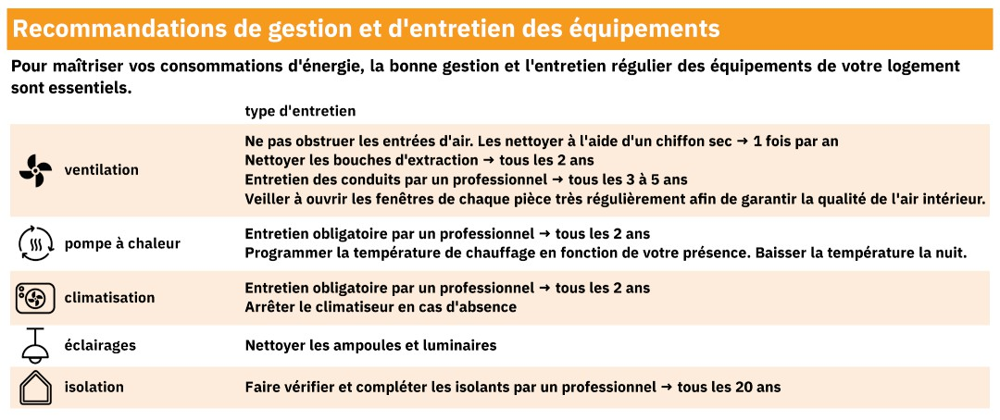 Recommandations de gestion et d'entretien des équipements
Pour maîtriser vos consommations d'énergie, la bonne gestion et l'entretien régulier des équipements de votre logement
sont essentiels.
type d'entretien
ventilation
Ne pas obstruer les entrées d'air. Les nettoyer à l'aide d'un chiffon sec → 1 fois par an
Nettoyer les bouches d'extraction → tous les 2 ans
Entretien des conduits par un professionnel → tous les 3 à 5 ans
Veiller à ouvrir les fenêtres de chaque pièce très régulièrement afin de garantir la qualité de l'air intérieur.
pompe à chaleur
Entretien obligatoire par un professionnel → tous les 2 ans
Programmer la température de chauffage en fonction de votre présence. Baisser la température la nuit.
climatisation
Entretien obligatoire par un professionnel → tous les 2 ans
Arrêter le climatiseur en cas d'absence
éclairages
Nettoyer les ampoules et luminaires
isolation
Faire vérifier et compléter les isolants par un professionnel → tous les 20 ans